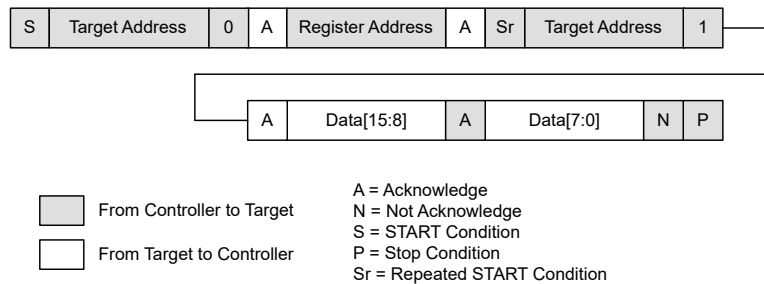 S Target Address 0 A Register Address A Sr Target Address 1
A Data[15:8] A Data[7:0] N P
From Controller to Target
From Target to Controller
A = Acknowledge
N = Not Acknowledge
S = START Condition
P = Stop Condition
Sr = Repeated START Condition